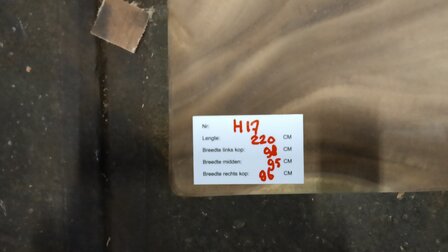 Nr: H17
Lengte: 220 CM
Breedte links kop: 98 CM
Breedte midden: 95 CM
Breedte rechts kop: 96 CM